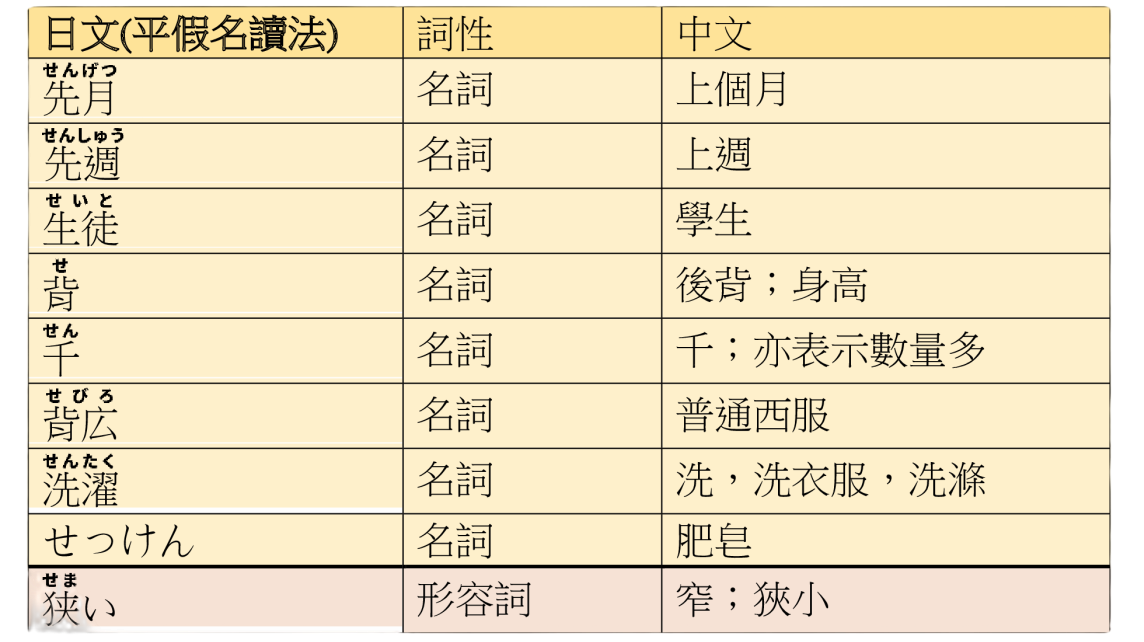 日文(平假名讀法) 詞性 中文
せんげつ
先月 名詞 上個月
せんしゅう
先週 名詞 上週
せいと
生徒 名詞 學生
せ
背 名詞 後背；身高
せん
千 名詞 千；亦表示數量多
せびろ
背広 名詞 普通西服
せんたく
洗濯 名詞 洗，洗衣服，洗滌
せっけん 名詞 肥皂
せま
狭い 形容詞 窄；狹小